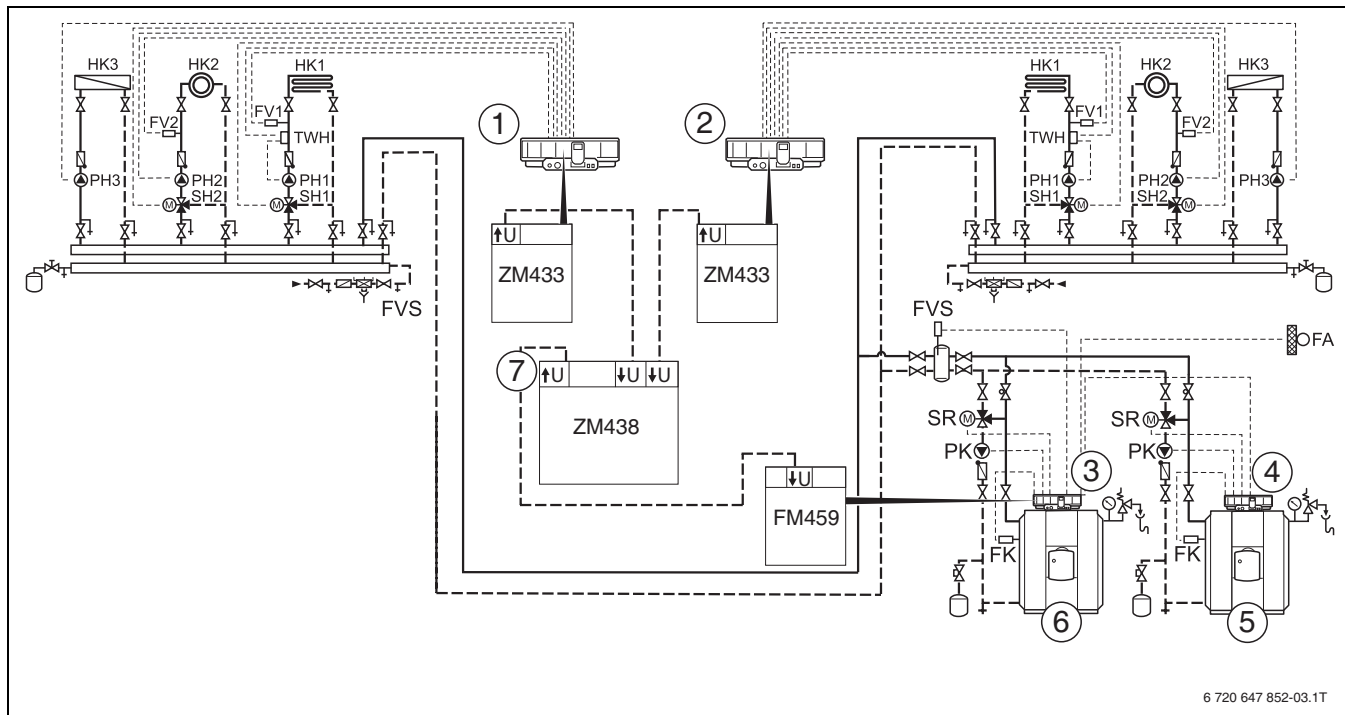 HK3
HK2
HK1
HK1
HK2
HK3
FV2
FV1
TWH
1
2
FV1
TWH
FV2
PH3
PH2
SH2
M
PH1
SH1
M
PH1
SH1
M
PH2
SH2
M
PH3
U
ZM433
U
ZM433
FVS
FVS
FA
7
U
U
U
ZM438
SR
M
SR
M
PK
PK
3
4
U
FM459
FK
FK
6
5
6 720 647 852-03.1T